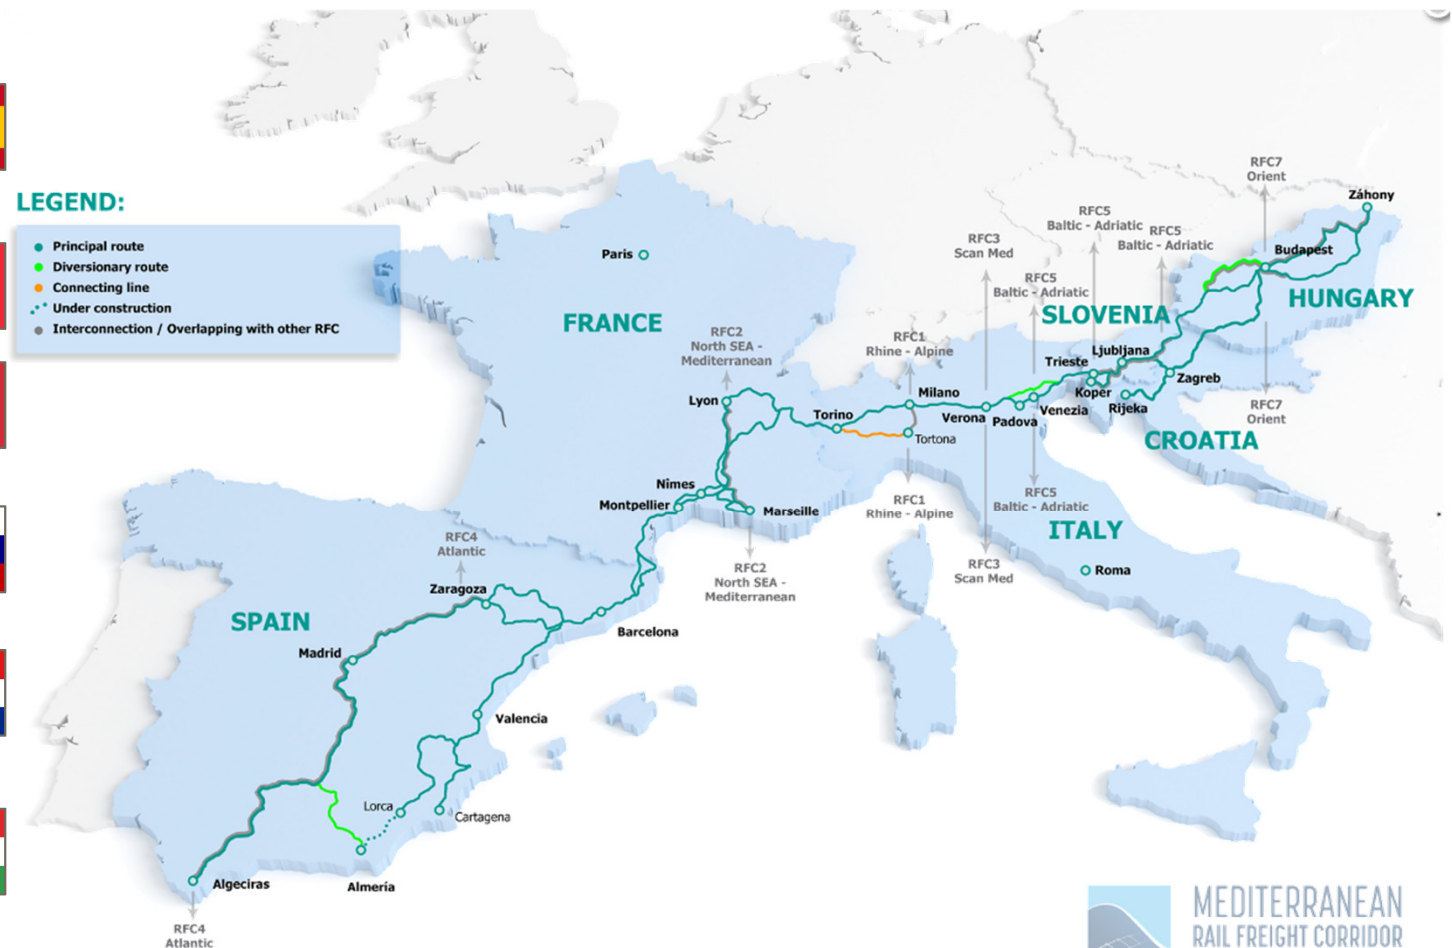 LEGEND:
Principal route
Diversionary route
Connecting line
Under construction
Interconnection / Overlapping with other RFC
RFC7
Orient
Záhony
RFC5
Baltic - Adriatic
RFC5
Baltic - Adriatic
RFC3
Scan Med
Budapest
Paris
RFC5
Baltic - Adriatic
HUNGARY
SLOVENIA
FRANCE
RFC2
North SEA -
Mediterranean
RFC1
Rhine - Alpine
Ljubljana
Trieste
Zagreb
Koper
Lyon
Milano
Rijeka
Venezia
RFC7
Orient
Torino
Verona
Padova
Tortona
CROATIA
Nîmes
Montpellier
Marseille
RFC1
Rhine - Alpine
RFC5
Baltic - Adriatic
ITALY
RFC4
Atlantic
RFC2
North SEA -
Mediterranean
RFC3
Scan Med
Roma
Zaragoza
SPAIN
Barcelona
Madrid
Valencia
Lorca
Cartagena
Algeciras
Almería
RFC4
Atlantic
MEDITERRANEAN
RAIL FREIGHT CORRIDOR